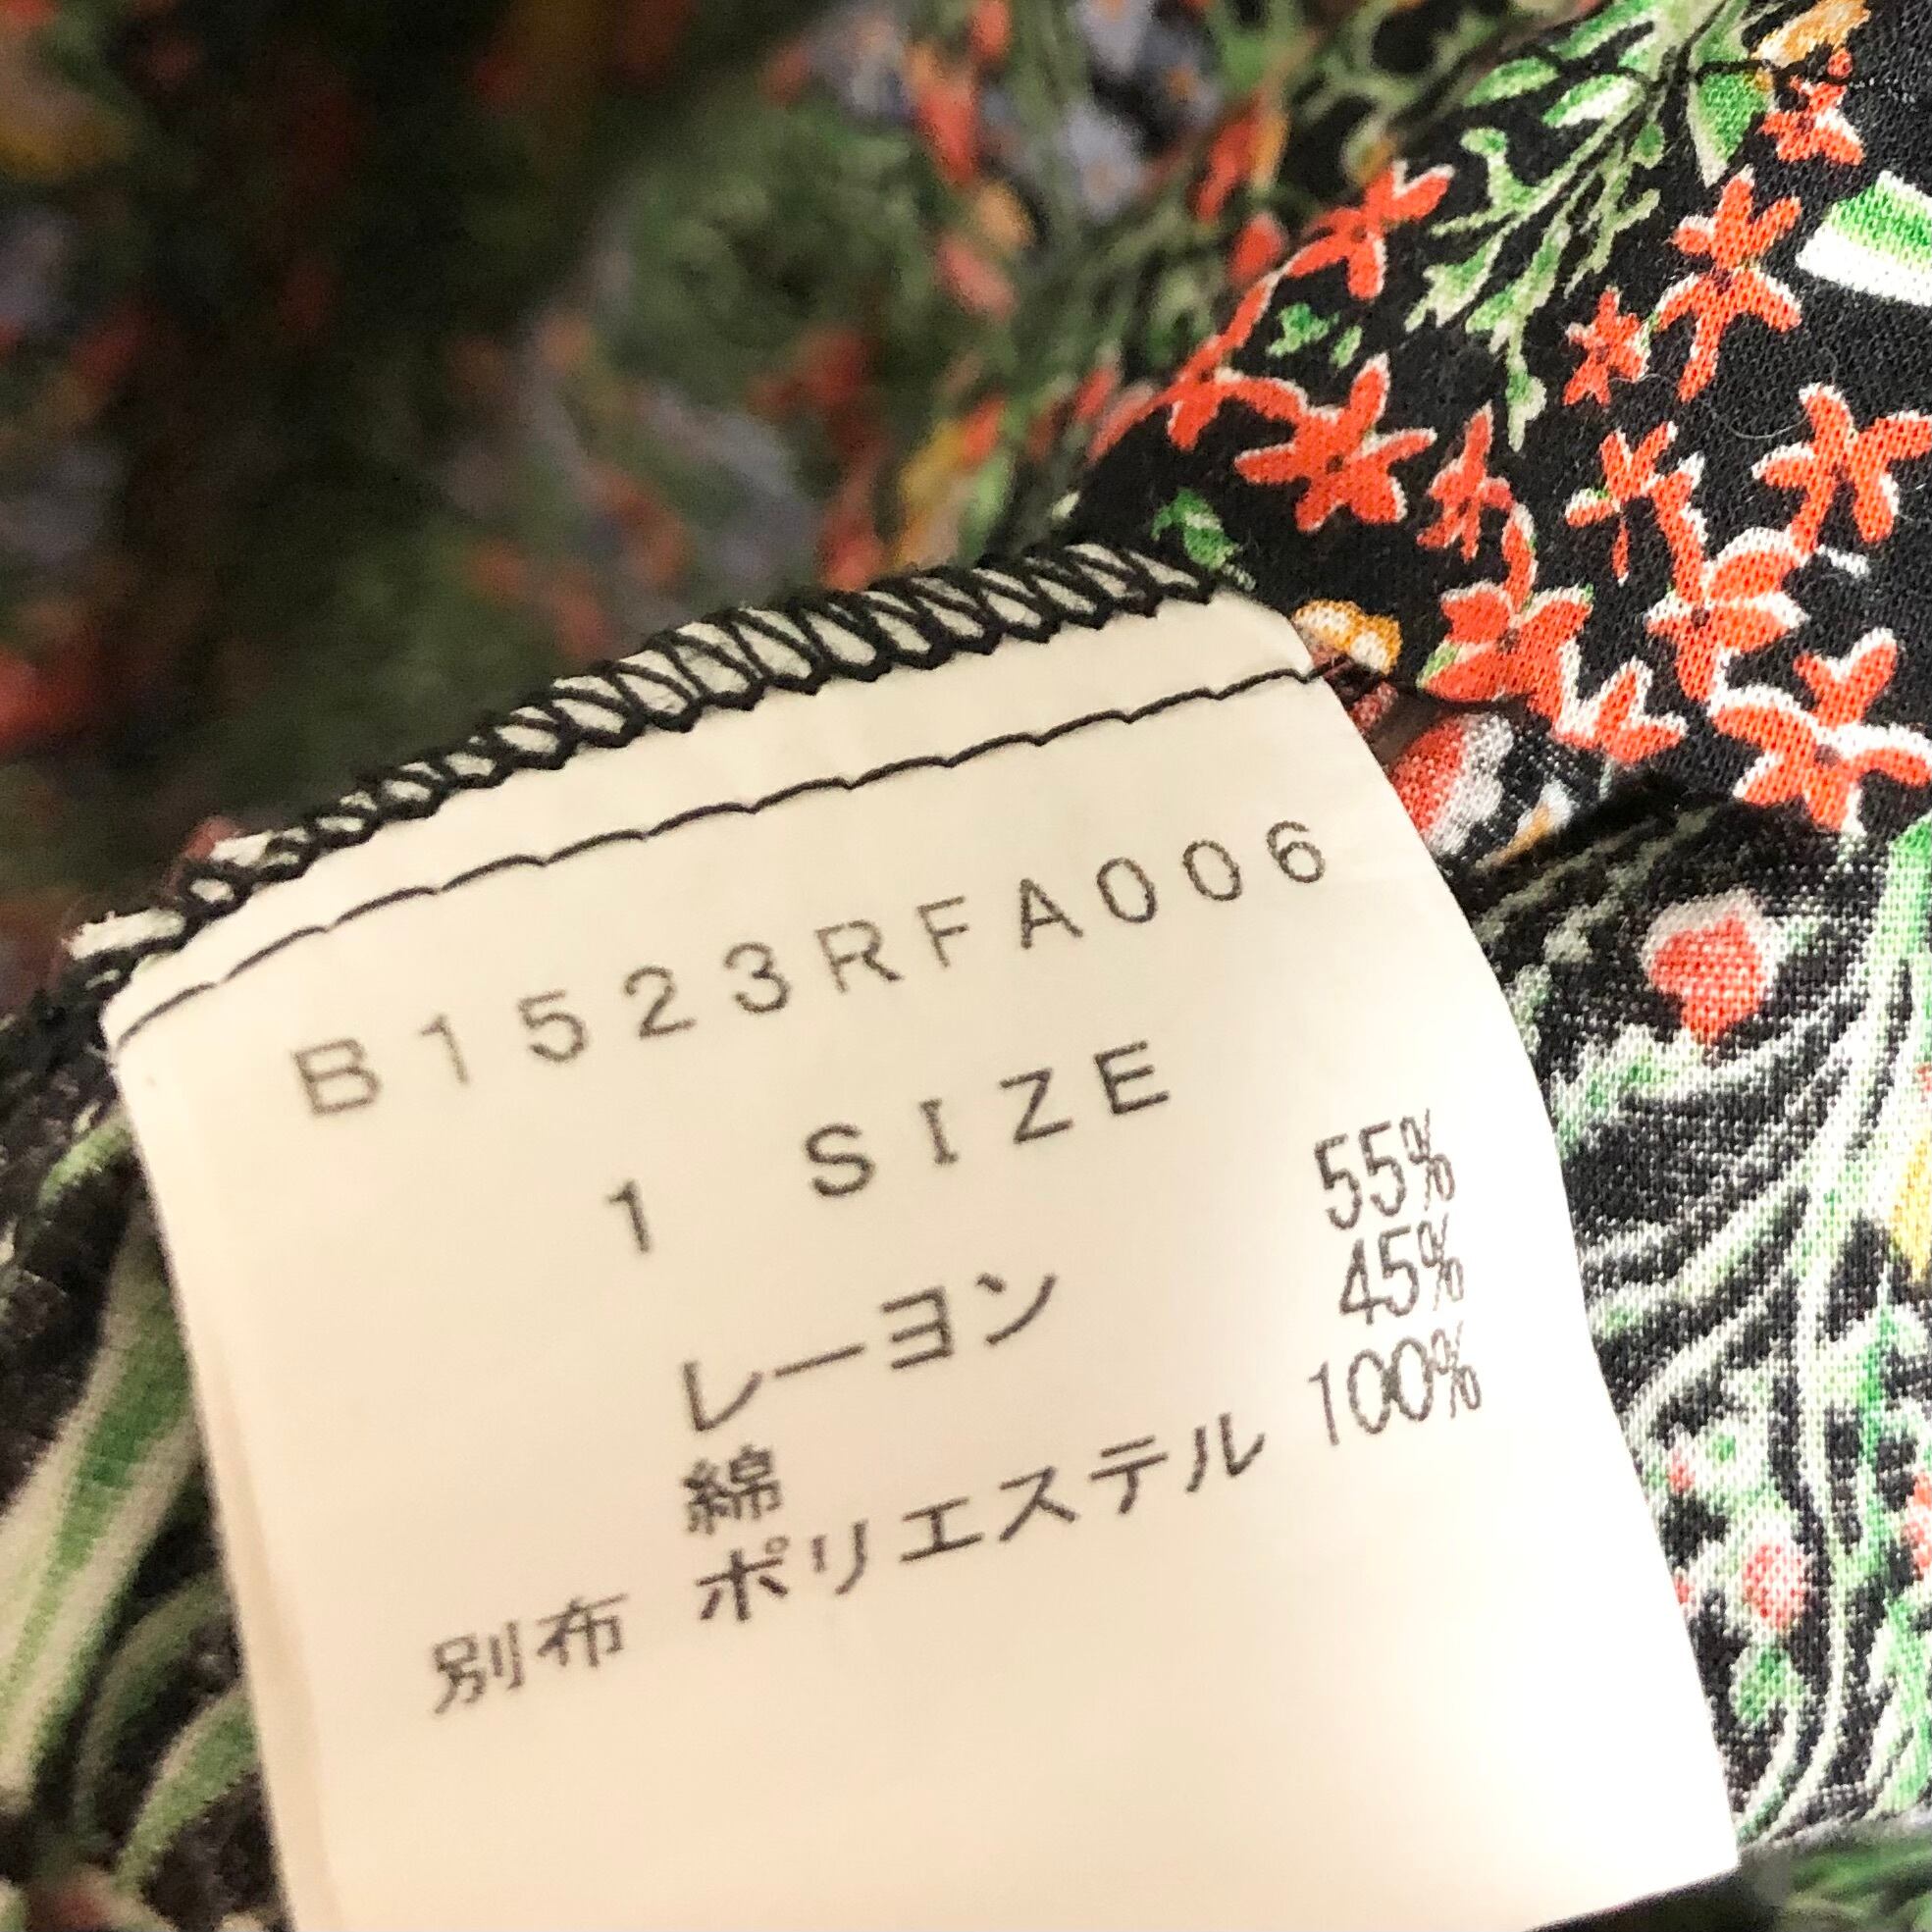 B1523RFA006
1 SIZE
レーヨン 55%
綿 45%
別布 ポリエステル 100%